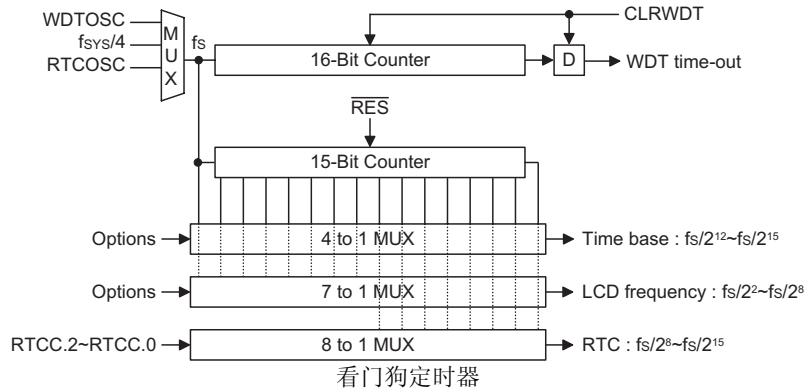 WDTOSC
fSYS/4
RTCOSC
MUX
fS
16-Bit Counter
CLRWDT
D
WDT time-out
RES
15-Bit Counter
Options
4 to 1 MUX
Time base : fS/2¹²~fS/2¹⁵
Options
7 to 1 MUX
LCD frequency : fS/2²~fS/2⁸
RTCC.2~RTCC.0
8 to 1 MUX
RTC : fS/2⁸~fS/2¹⁵
看门狗定时器